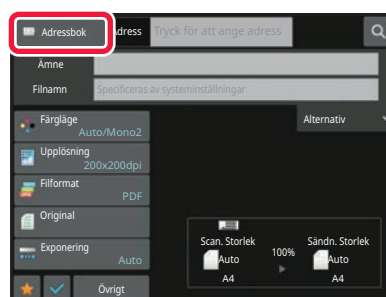 Adressbok
Adress
Tryck för att ange adress
Ämne
Filnamn
Specificeras av systeminställningar
Färgläge
Auto/Mono2
Alternativ
Upplösning
200x200dpi
Filformat
PDF
Original
Exponering
Auto
Scan. Storlek
Auto
A4
100%
Sändn. Storlek
Auto
A4
Övrigt